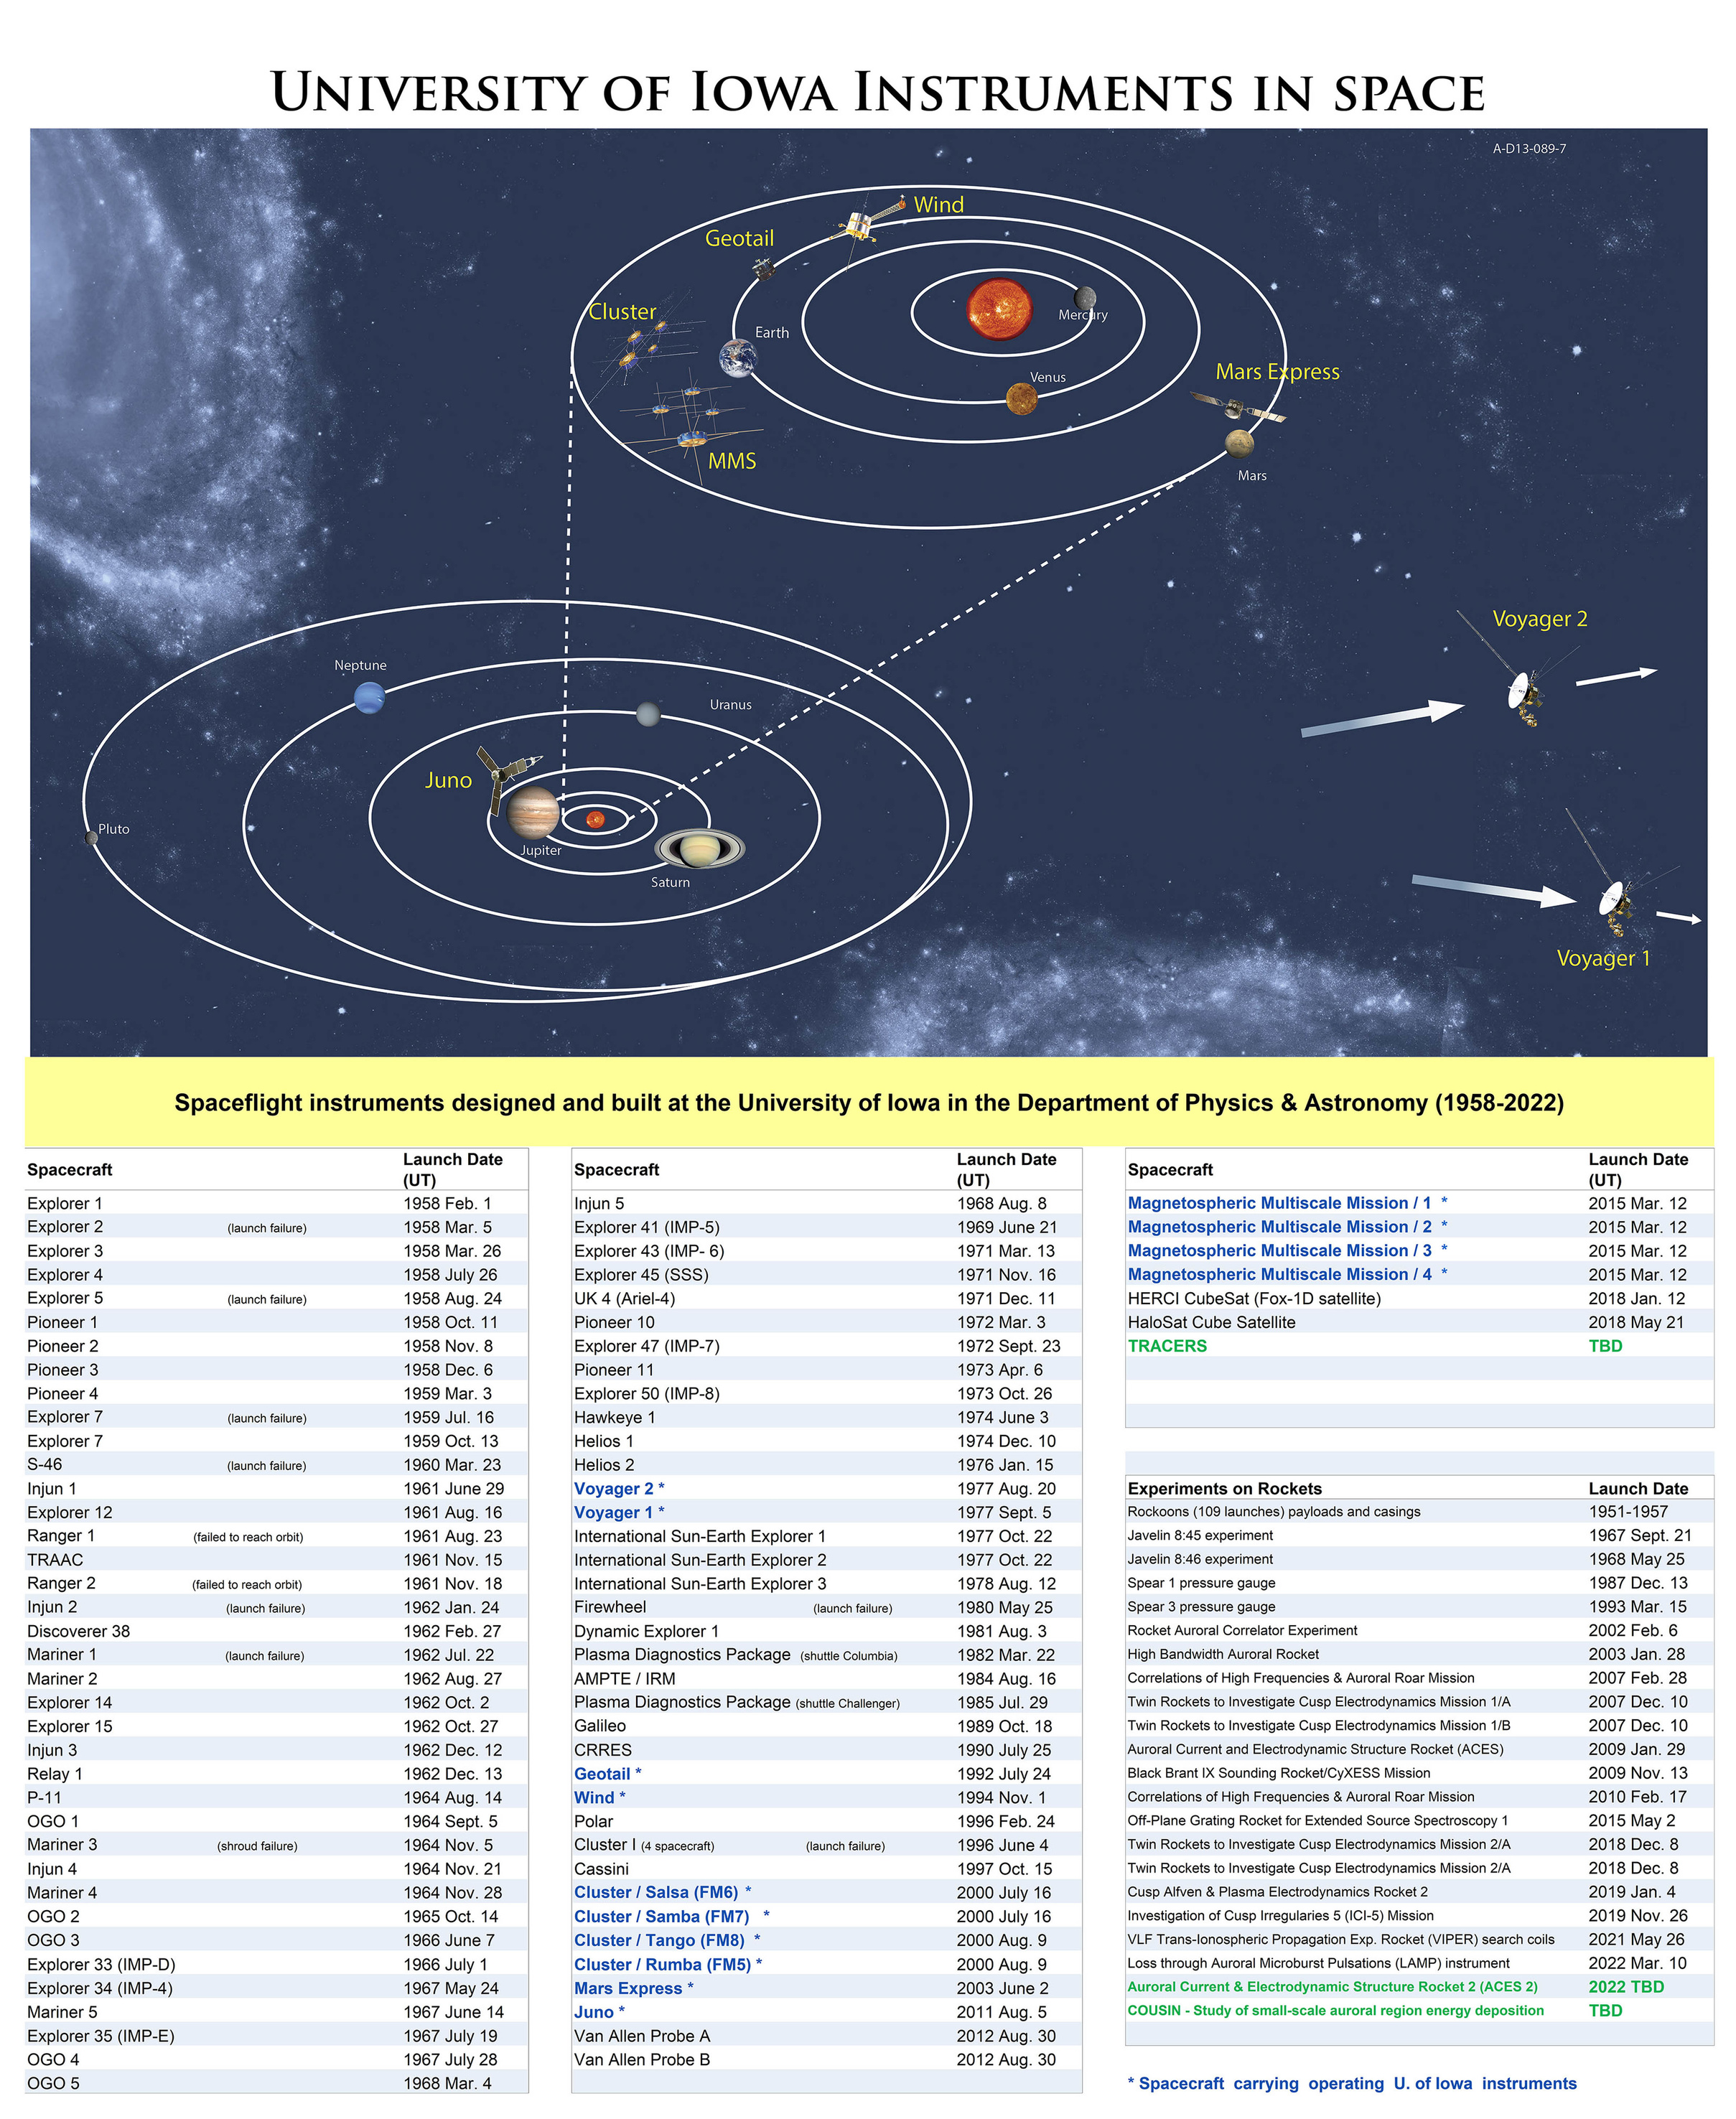 UNIVERSITY OF IOWA INSTRUMENTS IN SPACE
A-D13-089-7
Wind
Geotail
Cluster
Earth
Mercury
Venus
Mars Express
MMS
Mars
Voyager 2
Neptune
Uranus
Juno
Pluto
Jupiter
Saturn
Voyager 1
Spaceflight instruments designed and built at the University of Iowa in the Department of Physics & Astronomy (1958-2022)
Spacecraft Launch Date (UT)
Explorer 1 1958 Feb. 1
Explorer 2 (launch failure) 1958 Mar. 5
Explorer 3 1958 Mar. 26
Explorer 4 1958 July 26
Explorer 5 (launch failure) 1958 Aug. 24
Pioneer 1 1958 Oct. 11
Pioneer 2 1958 Nov. 8
Pioneer 3 1958 Dec. 6
Pioneer 4 1959 Mar. 3
Explorer 7 (launch failure) 1959 Jul. 16
Explorer 7 1959 Oct. 13
S-46 (launch failure) 1960 Mar. 23
Injun 1 1961 June 29
Explorer 12 1961 Aug. 16
Ranger 1 (failed to reach orbit) 1961 Aug. 23
TRAAC 1961 Nov. 15
Ranger 2 (failed to reach orbit) 1961 Nov. 18
Injun 2 (launch failure) 1962 Jan. 24
Discoverer 38 1962 Feb. 27
Mariner 1 (launch failure) 1962 Jul. 22
Mariner 2 1962 Aug. 27
Explorer 14 1962 Oct. 2
Explorer 15 1962 Oct. 27
Injun 3 1962 Dec. 12
Relay 1 1962 Dec. 13
P-11 1964 Aug. 14
OGO 1 1964 Sept. 5
Mariner 3 (shroud failure) 1964 Nov. 5
Injun 4 1964 Nov. 21
Mariner 4 1964 Nov. 28
OGO 2 1965 Oct. 14
OGO 3 1966 June 7
Explorer 33 (IMP-D) 1966 July 1
Explorer 34 (IMP-4) 1967 May 24
Mariner 5 1967 June 14
Explorer 35 (IMP-E) 1967 July 19
OGO 4 1967 July 28
OGO 5 1968 Mar. 4
Spacecraft Launch Date (UT)
Injun 5 1968 Aug. 8
Explorer 41 (IMP-5) 1969 June 21
Explorer 43 (IMP- 6) 1971 Mar. 13
Explorer 45 (SSS) 1971 Nov. 16
UK 4 (Ariel-4) 1971 Dec. 11
Pioneer 10 1972 Mar. 3
Explorer 47 (IMP-7) 1972 Sept. 23
Pioneer 11 1973 Apr. 6
Explorer 50 (IMP-8) 1973 Oct. 26
Hawkeye 1 1974 June 3
Helios 1 1974 Dec. 10
Helios 2 1976 Jan. 15
Voyager 2 * 1977 Aug. 20
Voyager 1 * 1977 Sept. 5
International Sun-Earth Explorer 1 1977 Oct. 22
International Sun-Earth Explorer 2 1977 Oct. 22
International Sun-Earth Explorer 3 1978 Aug. 12
Firewheel (launch failure) 1980 May 25
Dynamic Explorer 1 1981 Aug. 3
Plasma Diagnostics Package (shuttle Columbia) 1982 Mar. 22
AMPTE / IRM 1984 Aug. 16
Plasma Diagnostics Package (shuttle Challenger) 1985 Jul. 29
Galileo 1989 Oct. 18
CRRES 1990 July 25
Geotail * 1992 July 24
Wind * 1994 Nov. 1
Polar 1996 Feb. 24
Cluster I (4 spacecraft) (launch failure) 1996 June 4
Cassini 1997 Oct. 15
Cluster / Salsa (FM6) * 2000 July 16
Cluster / Samba (FM7) * 2000 July 16
Cluster / Tango (FM8) * 2000 Aug. 9
Cluster / Rumba (FM5) * 2000 Aug. 9
Mars Express * 2003 June 2
Juno * 2011 Aug. 5
Van Allen Probe A 2012 Aug. 30
Van Allen Probe B 2012 Aug. 30
Spacecraft Launch Date (UT)
Magnetospheric Multiscale Mission / 1 * 2015 Mar. 12
Magnetospheric Multiscale Mission / 2 * 2015 Mar. 12
Magnetospheric Multiscale Mission / 3 * 2015 Mar. 12
Magnetospheric Multiscale Mission / 4 * 2015 Mar. 12
HERCI CubeSat (Fox-1D satellite) 2018 Jan. 12
HaloSat Cube Satellite 2018 May 21
TRACERS TBD
Experiments on Rockets Launch Date
Rockoons (109 launches) payloads and casings 1951-1957
Javelin 8:45 experiment 1967 Sept. 21
Javelin 8:46 experiment 1968 May 25
Spear 1 pressure gauge 1987 Dec. 13
Spear 3 pressure gauge 1993 Mar. 15
Rocket Auroral Correlator Experiment 2002 Feb. 6
High Bandwidth Auroral Rocket 2003 Jan. 28
Correlations of High Frequencies & Auroral Roar Mission 2007 Feb. 28
Twin Rockets to Investigate Cusp Electrodynamics Mission 1/A 2007 Dec. 10
Twin Rockets to Investigate Cusp Electrodynamics Mission 1/B 2007 Dec. 10
Auroral Current and Electrodynamic Structure Rocket (ACES) 2009 Jan. 29
Black Brant IX Sounding Rocket/CyXESS Mission 2009 Nov. 13
Correlations of High Frequencies & Auroral Roar Mission 2010 Feb. 17
Off-Plane Grating Rocket for Extended Source Spectroscopy 1 2015 May 2
Twin Rockets to Investigate Cusp Electrodynamics Mission 2/A 2018 Dec. 8
Twin Rockets to Investigate Cusp Electrodynamics Mission 2/A 2018 Dec. 8
Cusp Alfven & Plasma Electrodynamics Rocket 2 2019 Jan. 4
Investigation of Cusp Irregularies 5 (ICI-5) Mission 2019 Nov. 26
VLF Trans-Ionospheric Propagation Exp. Rocket (VIPER) search coils 2021 May 26
Loss through Auroral Microburst Pulsations (LAMP) instrument 2022 Mar. 10
Auroral Current & Electrodynamic Structure Rocket 2 (ACES 2) 2022 TBD
COUSIN - Study of small-scale auroral region energy deposition TBD
* Spacecraft carrying operating U. of Iowa instruments